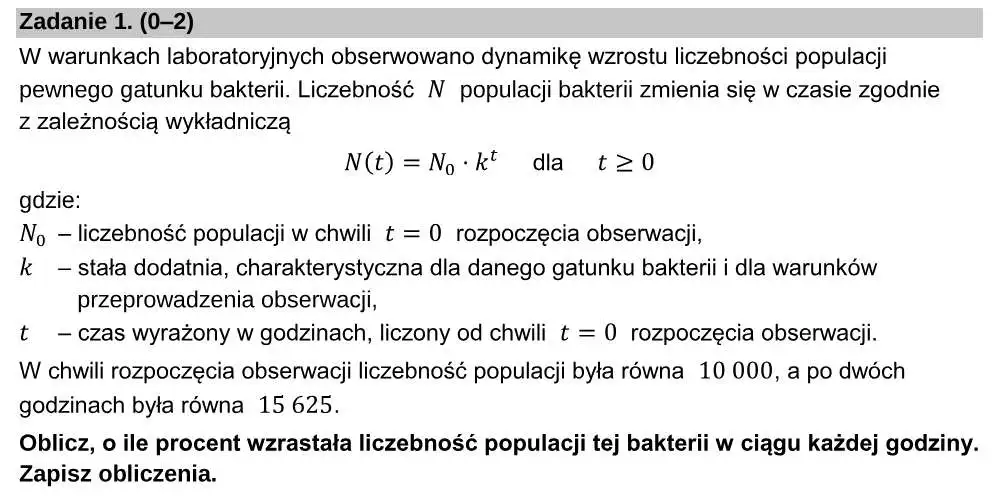 Zadanie 1. (0–2)
W warunkach laboratoryjnych obserwowano dynamikę wzrostu liczebności populacji
pewnego gatunku bakterii. Liczebność N populacji bakterii zmienia się w czasie zgodnie
z zależnością wykładniczą
N(t) = N₀ · kᵗ dla t ≥ 0
gdzie:
N₀ – liczebność populacji w chwili t = 0 rozpoczęcia obserwacji,
k – stała dodatnia, charakterystyczna dla danego gatunku bakterii i dla warunków
przeprowadzenia obserwacji,
t – czas wyrażony w godzinach, liczony od chwili t = 0 rozpoczęcia obserwacji.
W chwili rozpoczęcia obserwacji liczebność populacji była równa 10 000, a po dwóch
godzinach była równa 15 625.
Oblicz, o ile procent wzrastała liczebność populacji tej bakterii w ciągu każdej godziny.
Zapisz obliczenia.